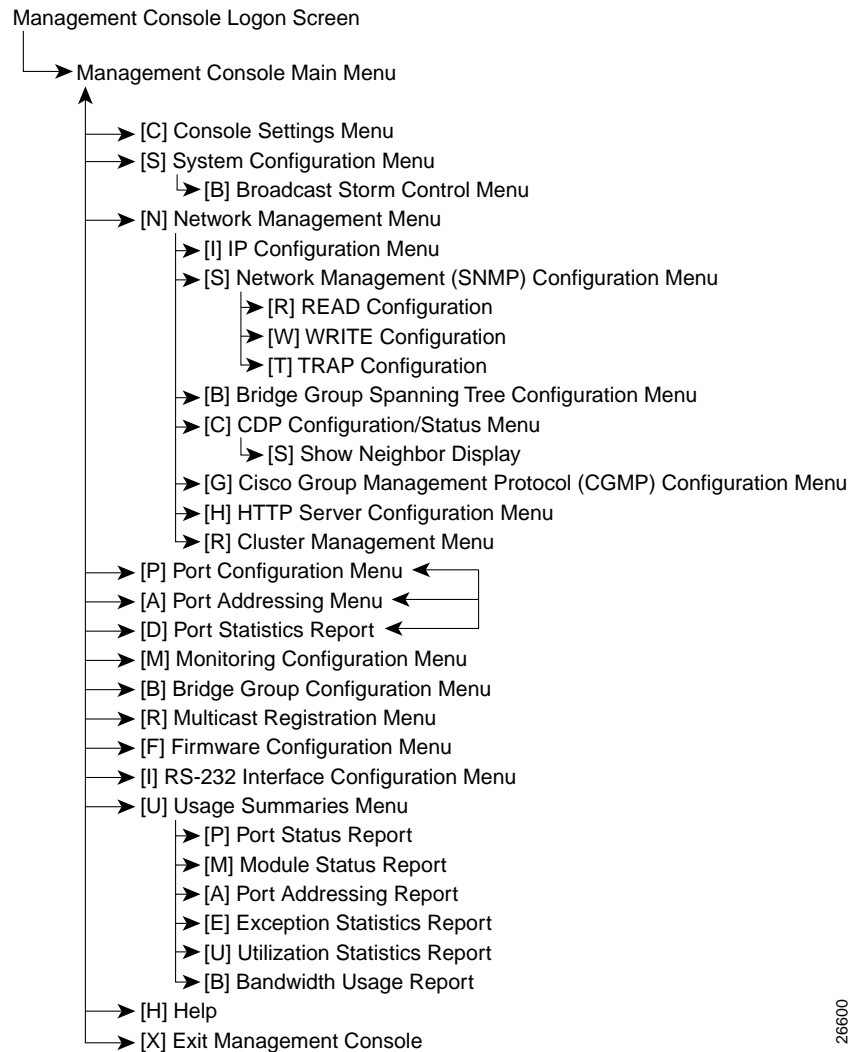 Management Console Logon Screen
Management Console Main Menu
[C] Console Settings Menu
[S] System Configuration Menu
[B] Broadcast Storm Control Menu
[N] Network Management Menu
[I] IP Configuration Menu
[S] Network Management (SNMP) Configuration Menu
[R] READ Configuration
[W] WRITE Configuration
[T] TRAP Configuration
[B] Bridge Group Spanning Tree Configuration Menu
[C] CDP Configuration/Status Menu
[S] Show Neighbor Display
[G] Cisco Group Management Protocol (CGMP) Configuration Menu
[H] HTTP Server Configuration Menu
[R] Cluster Management Menu
[P] Port Configuration Menu
[A] Port Addressing Menu
[D] Port Statistics Report
[M] Monitoring Configuration Menu
[B] Bridge Group Configuration Menu
[R] Multicast Registration Menu
[F] Firmware Configuration Menu
[I] RS-232 Interface Configuration Menu
[U] Usage Summaries Menu
[P] Port Status Report
[M] Module Status Report
[A] Port Addressing Report
[E] Exception Statistics Report
[U] Utilization Statistics Report
[B] Bandwidth Usage Report
[H] Help
[X] Exit Management Console
26600